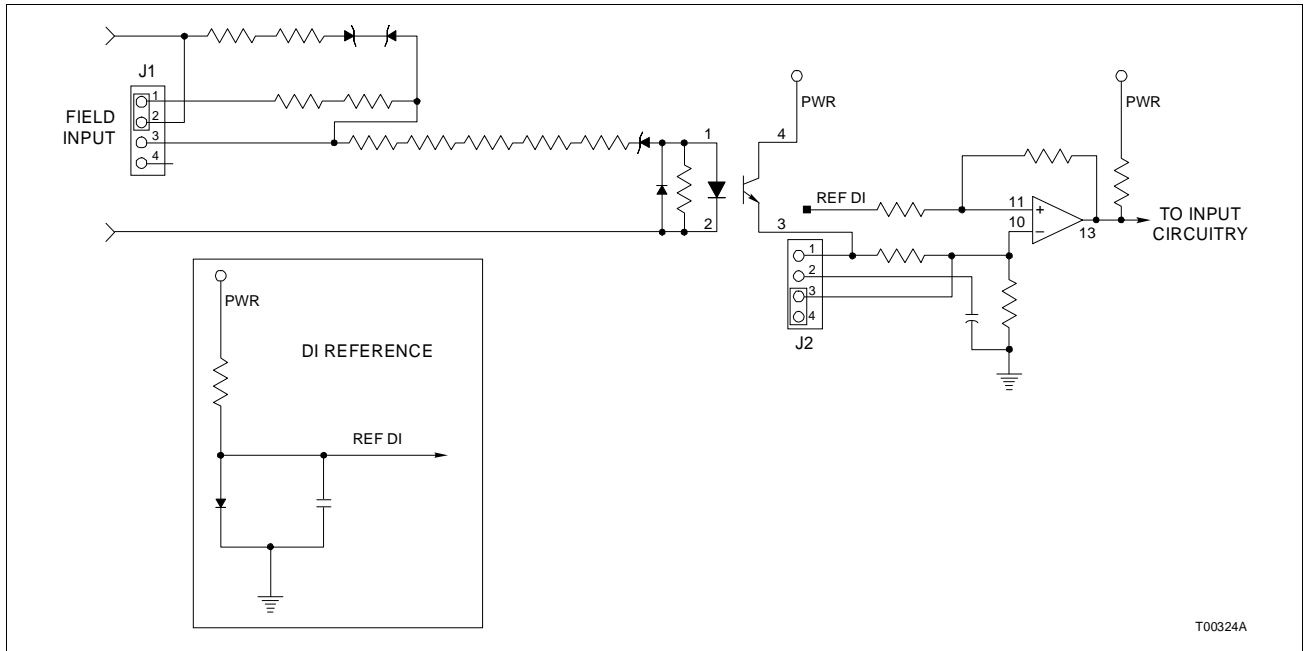 J1
FIELD
INPUT
1
2
3
4
1
2
4
3
PWR
PWR
REF DI
11
+
10
–
13
TO INPUT
CIRCUITRY
1
2
3
4
J2
PWR
DI REFERENCE
REF DI
T00324A